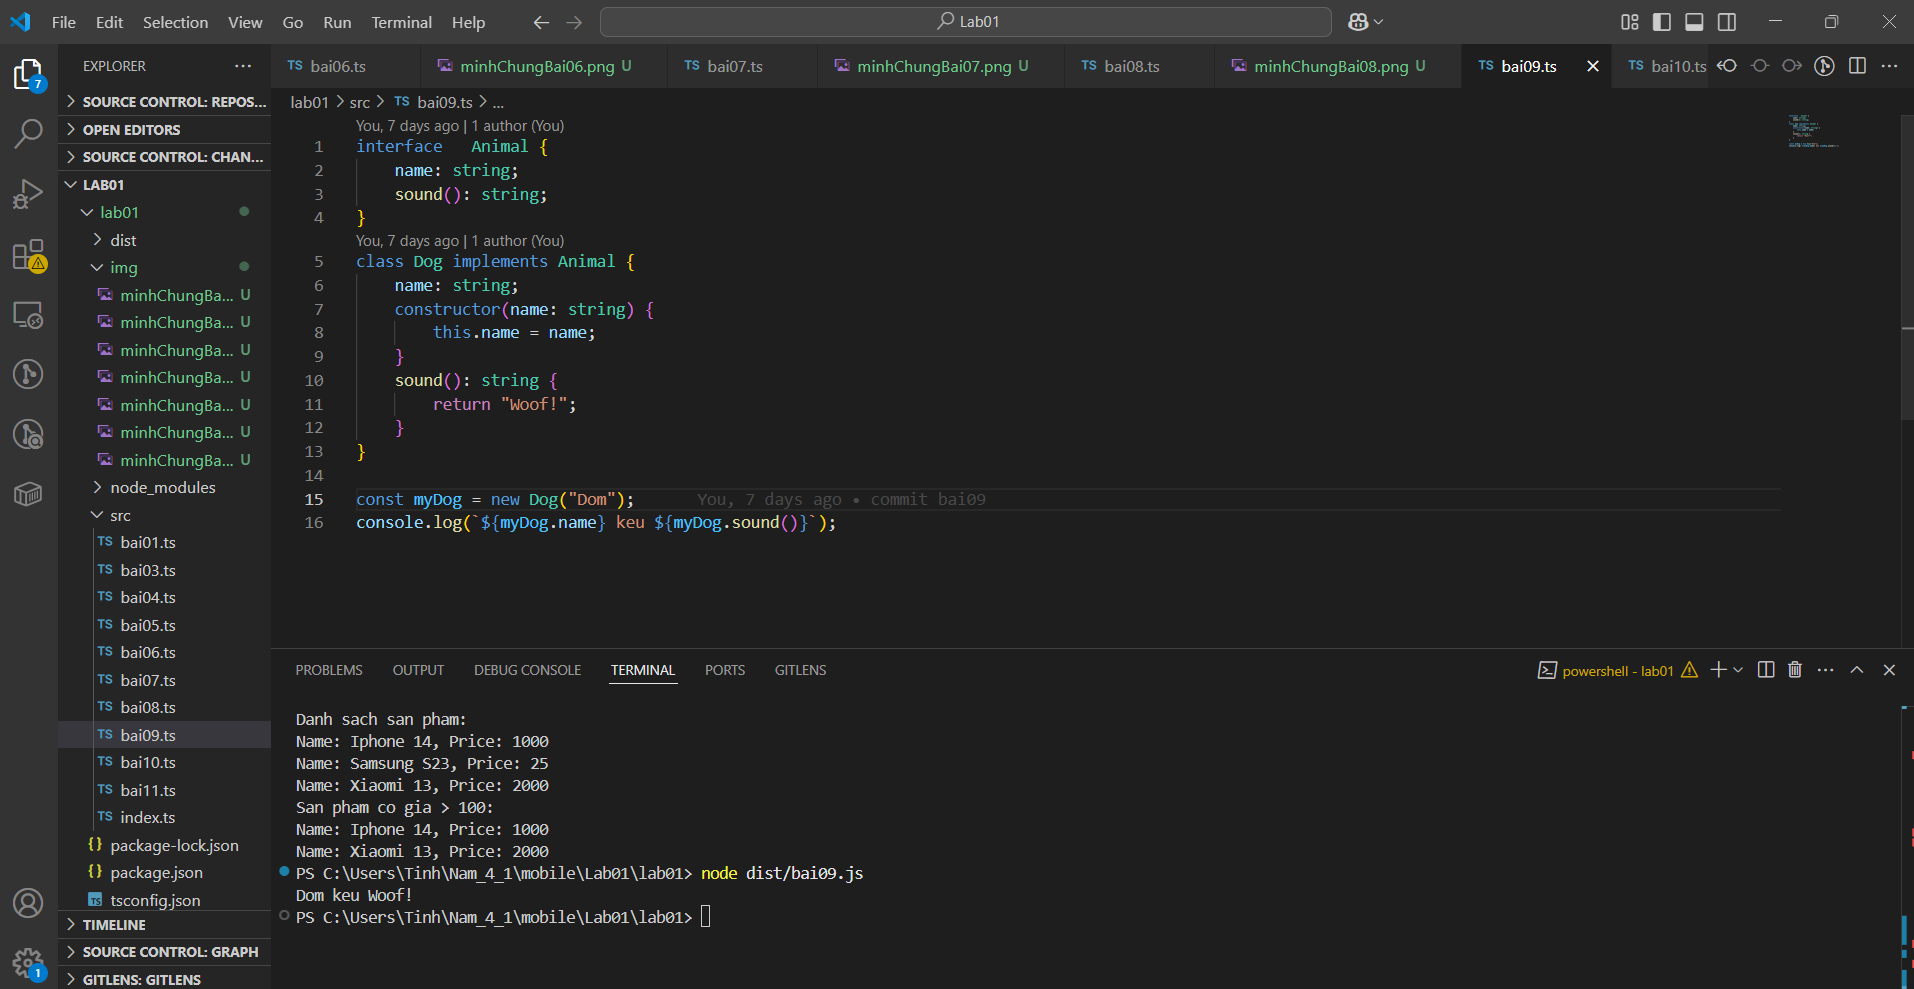 File Edit Selection View Go Run Terminal Help Lab01
EXPLORER
SOURCE CONTROL: REPOS...
OPEN EDITORS
SOURCE CONTROL: CHAN...
LAB01
lab01
dist
img
minhChungBa... U
minhChungBa... U
minhChungBa... U
minhChungBa... U
minhChungBa... U
minhChungBa... U
minhChungBa... U
node_modules
src
TS bai01.ts
TS bai03.ts
TS bai04.ts
TS bai05.ts
TS bai06.ts
TS bai07.ts
TS bai08.ts
TS bai09.ts
TS bai10.ts
TS bai11.ts
TS index.ts
{} package-lock.json
{} package.json
TS tsconfig.json
TIMELINE
SOURCE CONTROL: GRAPH
GITLENS: GITLENS
7
1
TS bai06.ts minhChungBai06.png U TS bai07.ts minhChungBai07.png U TS bai08.ts minhChungBai08.png U TS bai09.ts TS bai10.ts
lab01 > src > TS bai09.ts > ...
You, 7 days ago | 1 author (You)
1 interface   Animal {
2     name: string;
3     sound(): string;
4 }
You, 7 days ago | 1 author (You)
5 class Dog implements Animal {
6     name: string;
7     constructor(name: string) {
8         this.name = name;
9     }
10     sound(): string {
11         return "Woof!";
12     }
13 }
14
15 const myDog = new Dog("Dom"); You, 7 days ago • commit bai09
16 console.log(`${myDog.name} keu ${myDog.sound()}`);
PROBLEMS OUTPUT DEBUG CONSOLE TERMINAL PORTS GITLENS powershell - lab01
Danh sach san pham:
Name: Iphone 14, Price: 1000
Name: Samsung S23, Price: 25
Name: Xiaomi 13, Price: 2000
San pham co gia > 100:
Name: Iphone 14, Price: 1000
Name: Xiaomi 13, Price: 2000
PS C:\Users\Tinh\Nam_4_1\mobile\Lab01\lab01> node dist/bai09.js
Dom keu Woof!
PS C:\Users\Tinh\Nam_4_1\mobile\Lab01\lab01>